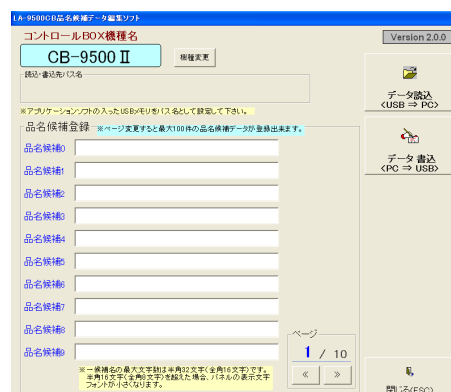 LA-9500CB品名候補データ編集ソフト
コントロールBOX機種名
Version 2.0.0
CB-9500Ⅱ
機種変更
読込・書込先パス名
データ読込
(USB ⇒ PC)
※アプリケーションソフトの入ったUSBメモリをパス名として設定して下さい。
品名候補登録 ※ページ変更すると最大100件の品名候補データが登録出来ます。
データ書込
(PC ⇒ USB)
品名候補0
品名候補1
品名候補2
品名候補3
品名候補4
品名候補5
品名候補6
品名候補7
品名候補8
品名候補9
ページ
1 / 10
« »
※一候補名の最大文字数は半角32文字(全角16文字)です。
半角16文字(全角8文字)を超えた場合、パネルの表示文字
フォントが小さくなります。
閉じる(ESC)